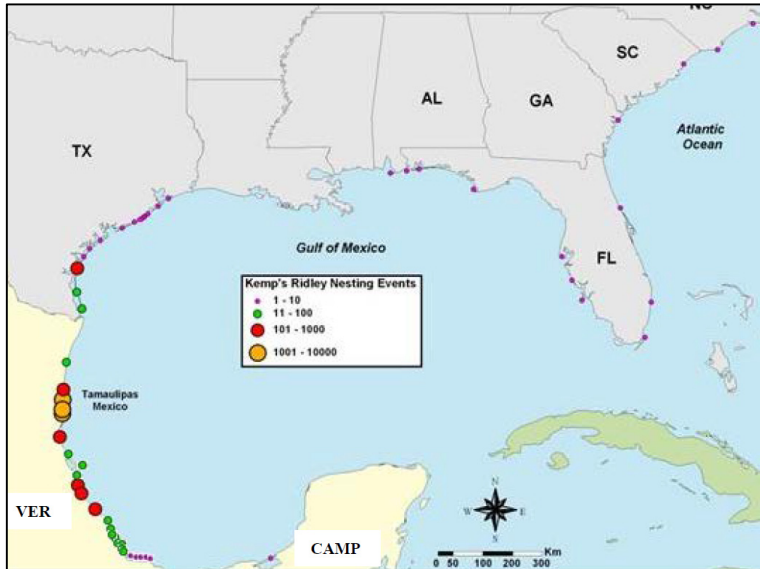 NC
SC
AL
GA
TX
Atlantic
Ocean
Gulf of Mexico
FL
Kemp's Ridley Nesting Events
1 - 10
11 - 100
101 - 1000
1001 - 10000
Tamaulipas
Mexico
VER
CAMP
N
W E
S
Km
0 50 100 200 300